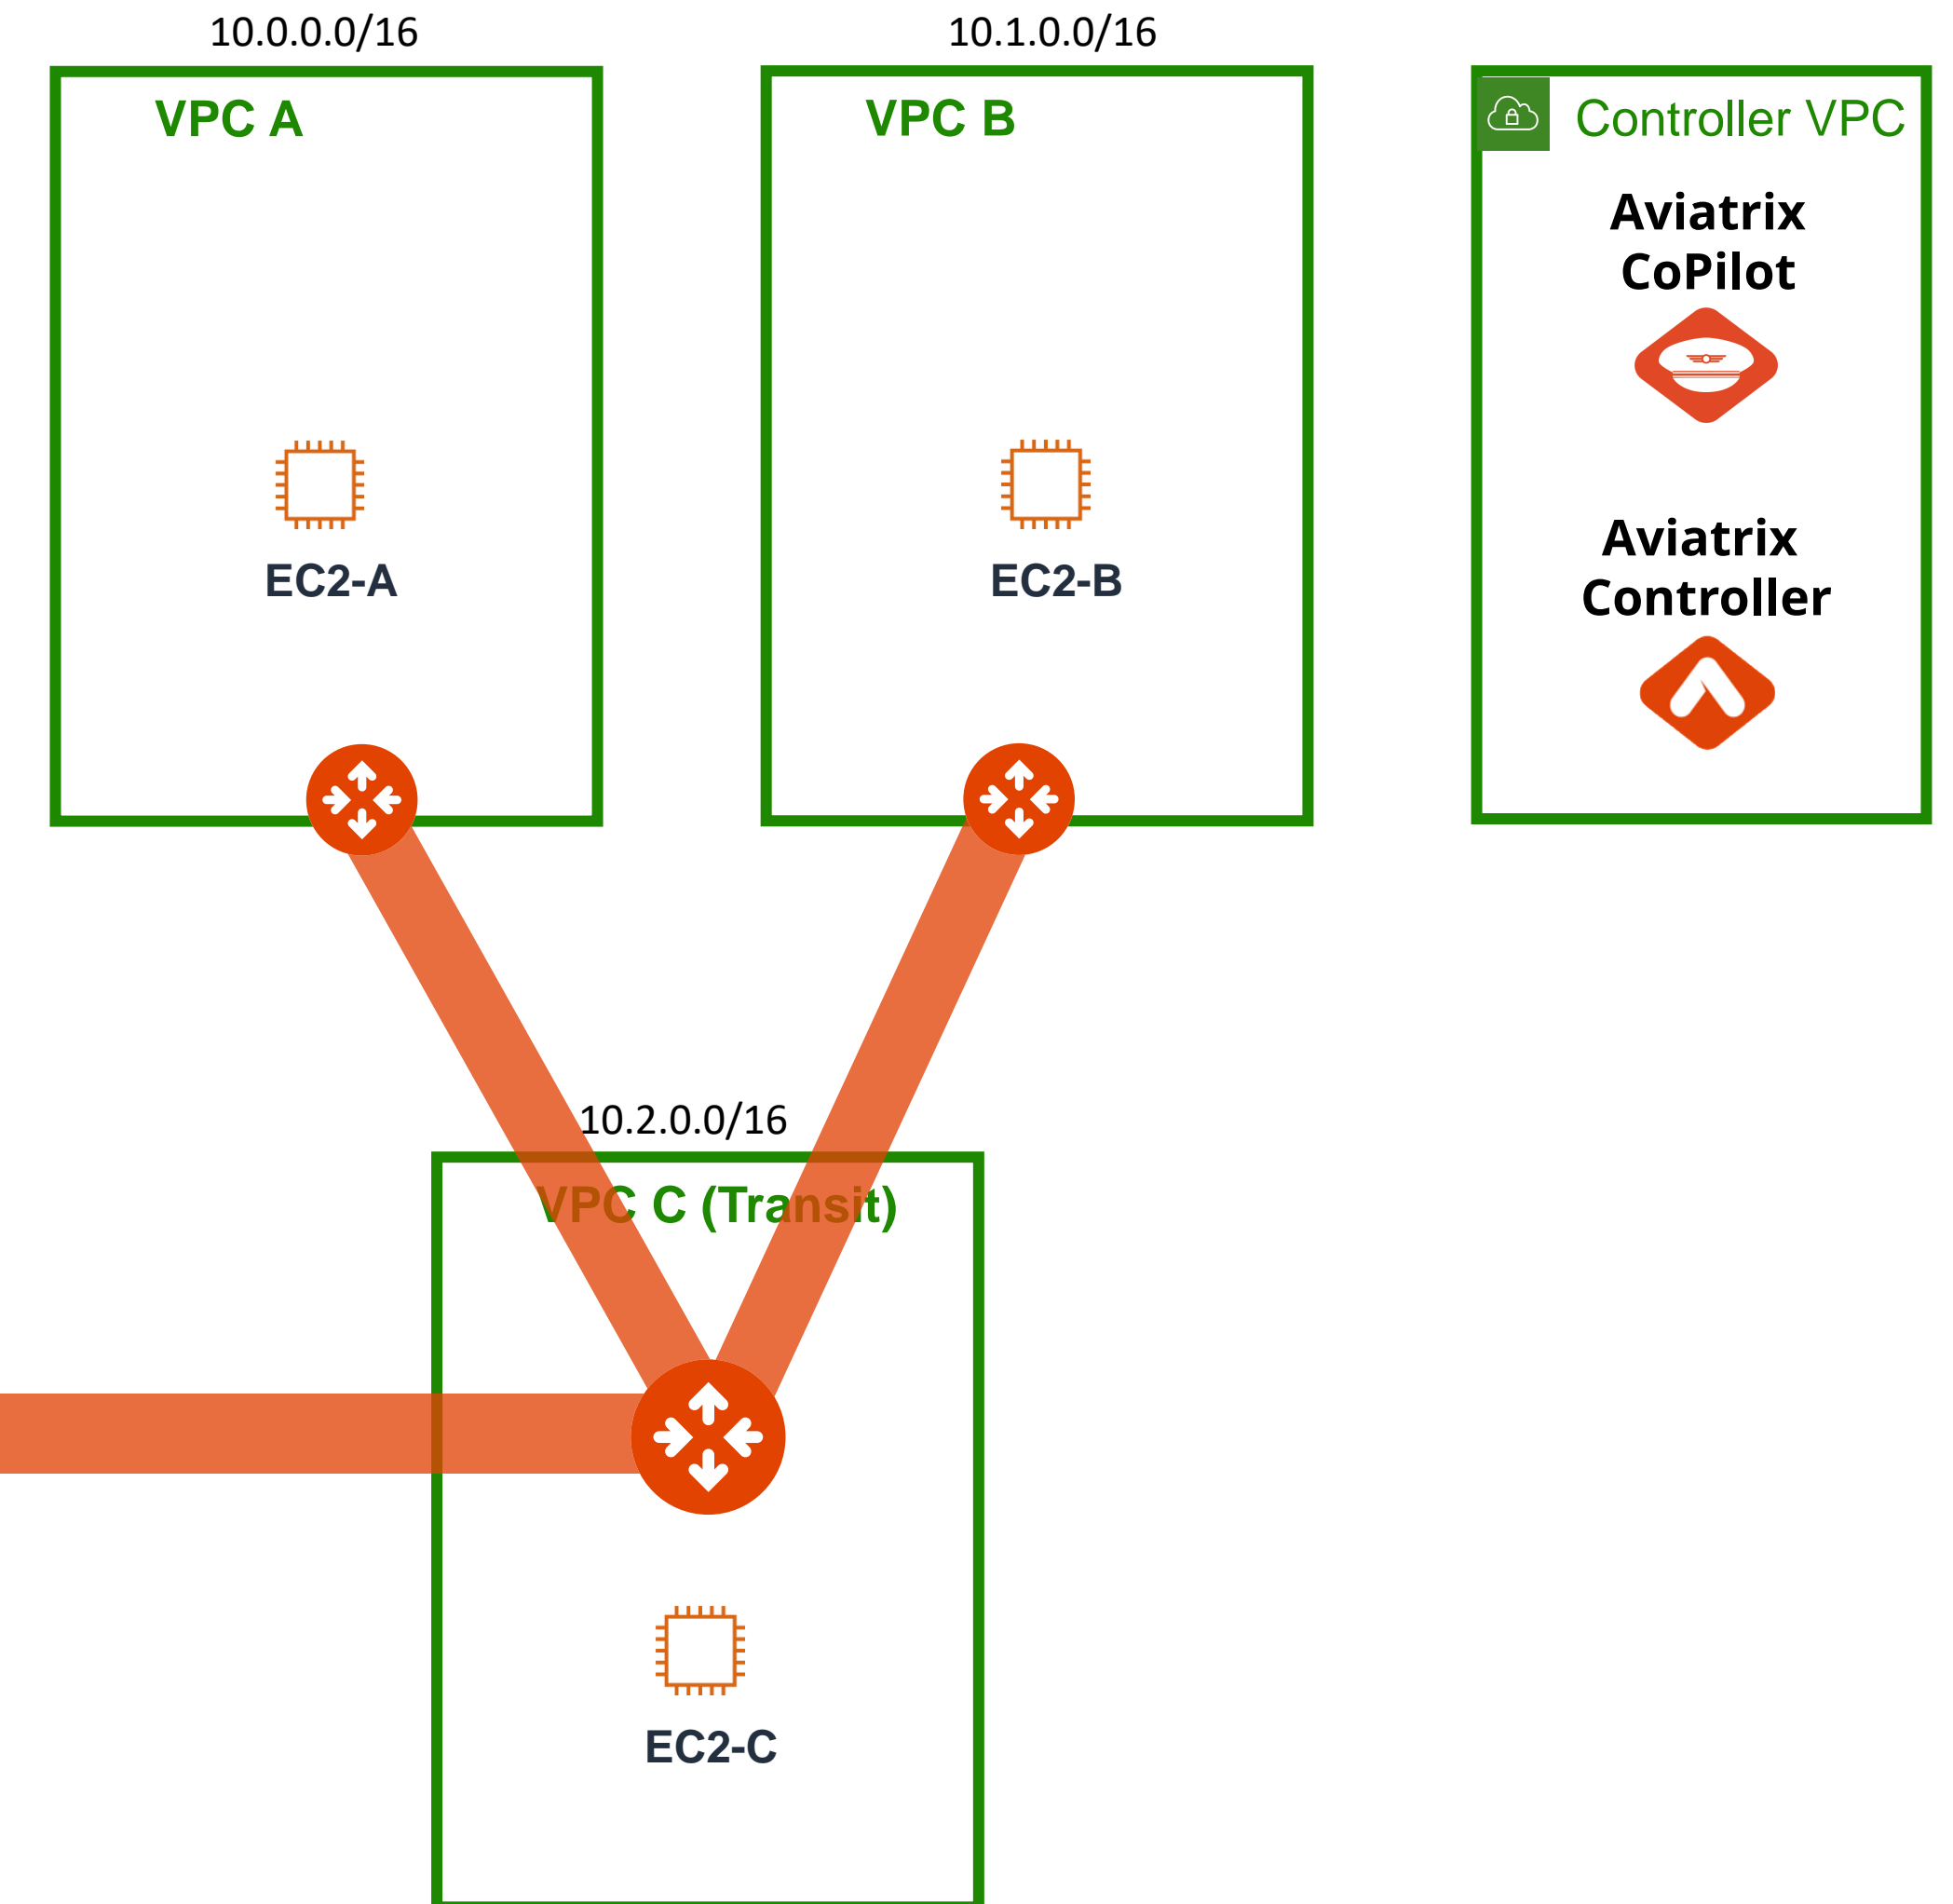 10.0.0.0/16
10.1.0.0/16
VPC A
VPC B
Controller VPC
Aviatrix
CoPilot
EC2-A
EC2-B
Aviatrix
Controller
10.2.0.0/16
VPC C (Transit)
EC2-C